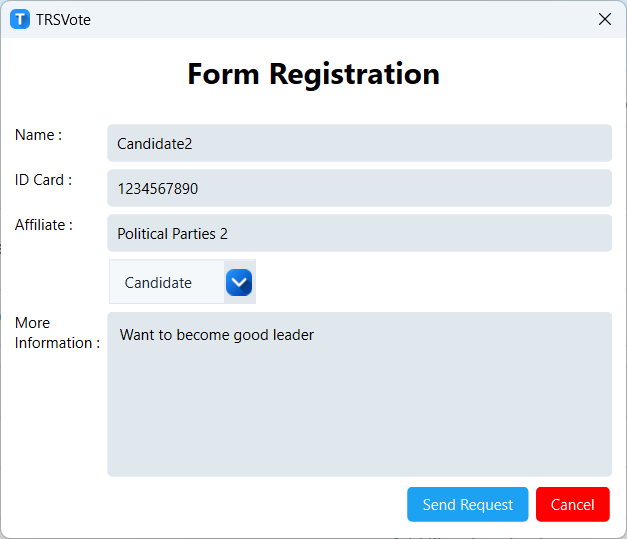 TRSVote
Form Registration
Name :
Candidate2
ID Card :
1234567890
Affiliate :
Political Parties 2
Candidate
More
Information :
Want to become good leader
Send Request
Cancel